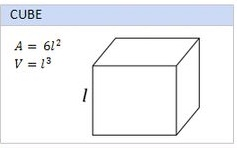 CUBE
A = 6l²
V = l³
l